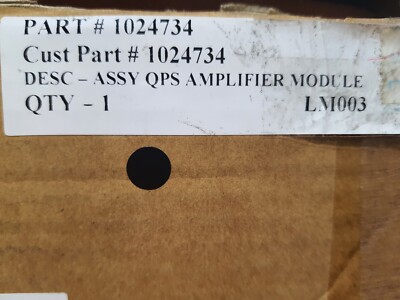 PART # 1024734
Cust Part # 1024734
DESC - ASSY QPS AMPLIFIER MODULE
QTY - 1 LM003